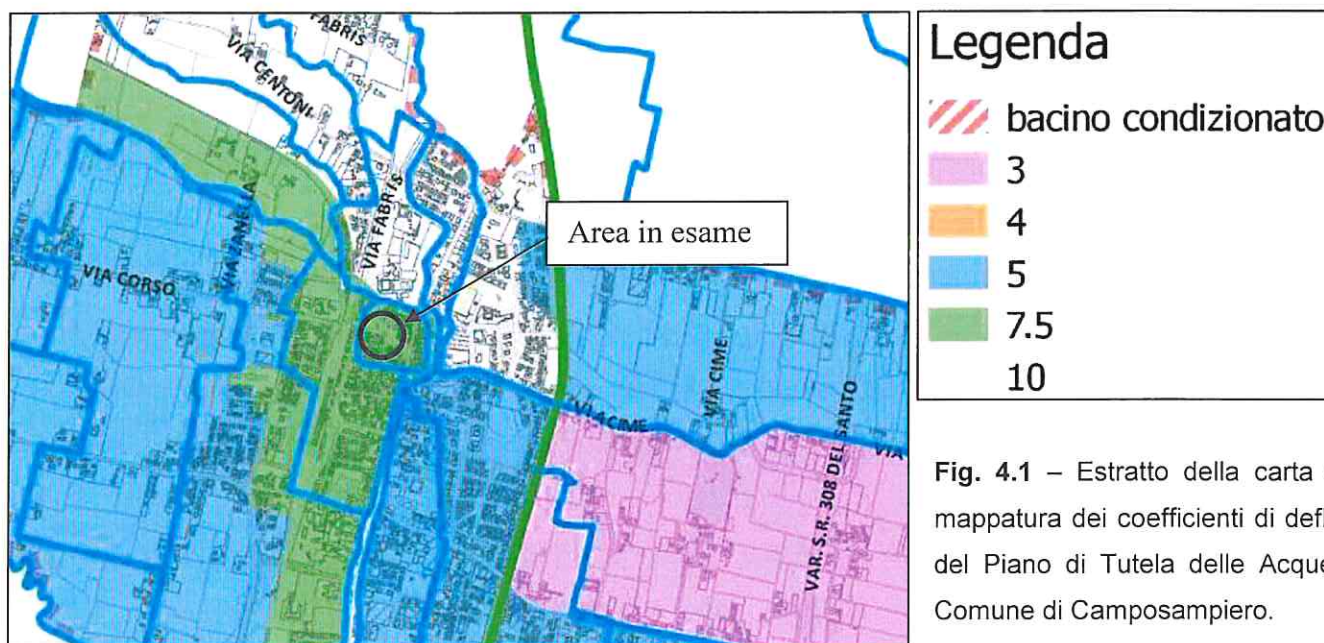 FABRIS
VIA CENTONI
VIA FABRIS
VIA ZANELLA
VIA CORSO
Area in esame
VIA CIME
VIA CIME
VAR. S.R. 308 DEL SANTO
VIA
Legenda
bacino condizionato
3
4
5
7.5
10
Fig. 4.1 – Estratto della carta
mappatura dei coefficienti di defl
del Piano di Tutela delle Acque
Comune di Camposampiero.